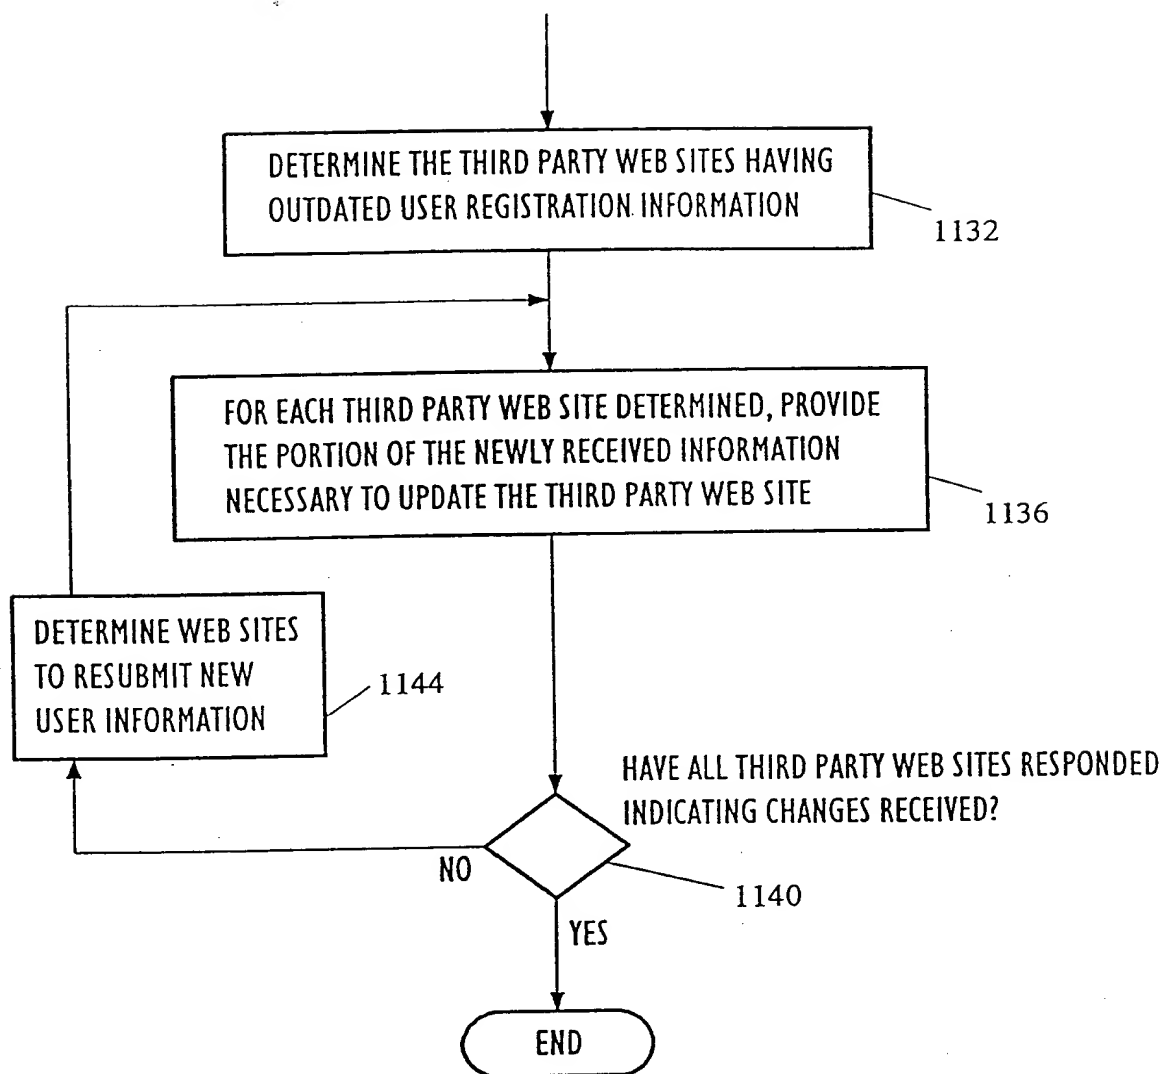 DETERMINE THE THIRD PARTY WEB SITES HAVING
OUTDATED USER REGISTRATION INFORMATION
1132
FOR EACH THIRD PARTY WEB SITE DETERMINED, PROVIDE
THE PORTION OF THE NEWLY RECEIVED INFORMATION
NECESSARY TO UPDATE THE THIRD PARTY WEB SITE
1136
DETERMINE WEB SITES
TO RESUBMIT NEW
USER INFORMATION
1144
HAVE ALL THIRD PARTY WEB SITES RESPONDED
INDICATING CHANGES RECEIVED?
NO
1140
YES
END